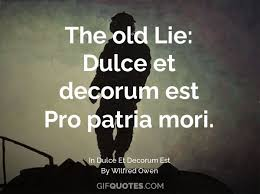 The old Lie:
Dulce et
decorum est
Pro patria mori.
In Dulce Et Decorum Est
By Wilfred Owen
GIFQUOTES.COM